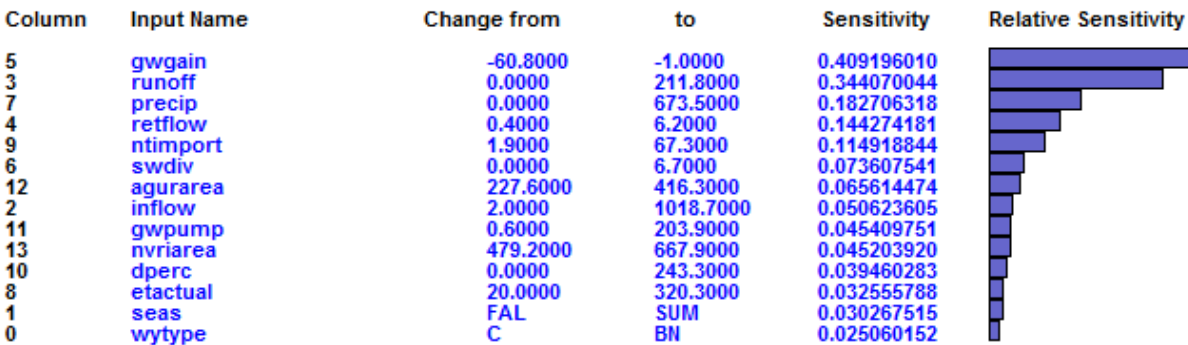 Column Input Name Change from to Sensitivity Relative Sensitivity
5 gwgain -60.8000 -1.0000 0.409196010
3 runoff 0.0000 211.8000 0.344070044
7 precip 0.0000 673.5000 0.182706318
4 retflow 0.4000 6.2000 0.144274181
9 ntimport 1.9000 67.3000 0.114918844
6 swdiv 0.0000 6.7000 0.073607541
12 agurarea 227.6000 416.3000 0.065614474
2 inflow 2.0000 1018.7000 0.050623605
11 gwpump 0.6000 203.9000 0.045409751
13 nvriarea 479.2000 667.9000 0.045203920
10 dperc 0.0000 243.3000 0.039460283
8 etactual 20.0000 320.3000 0.032555788
1 seas FAL SUM 0.030267515
0 wytype C BN 0.025060152